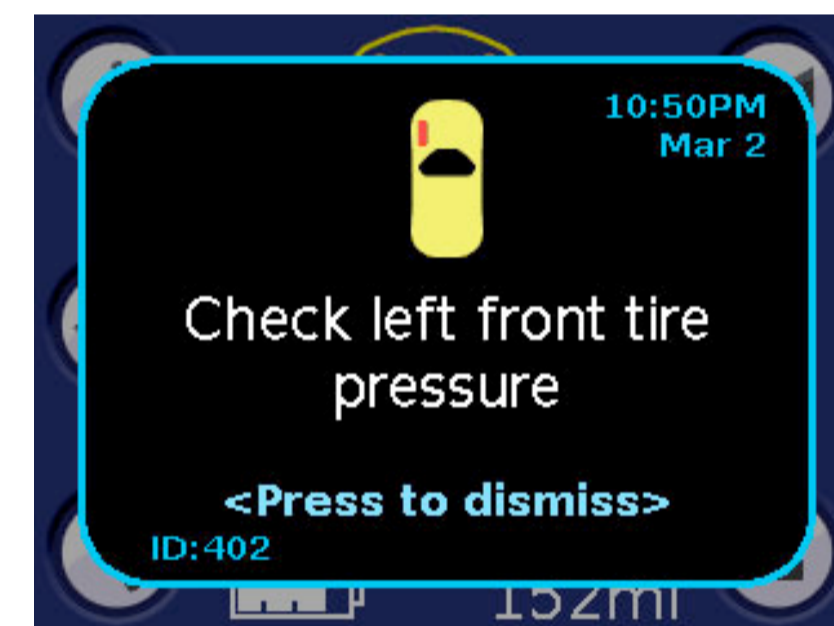 10:50PM
Mar 2
Check left front tire
pressure
<Press to dismiss>
ID:402
152mi